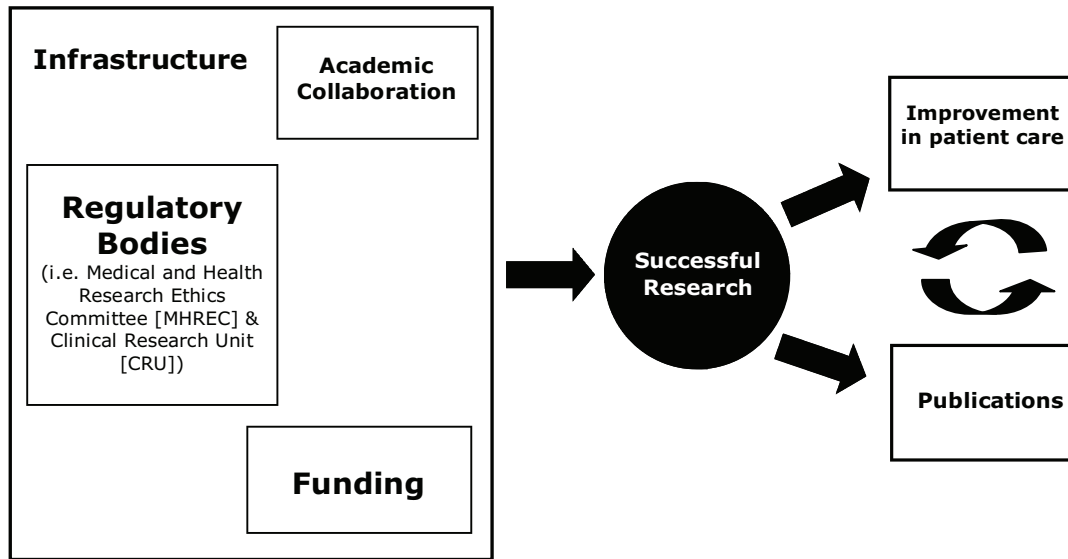 Infrastructure
Academic
Collaboration
Regulatory
Bodies
(i.e. Medical and Health
Research Ethics
Committee [MHREC] &
Clinical Research Unit
[CRU])
Funding
Successful
Research
Improvement
in patient care
Publications